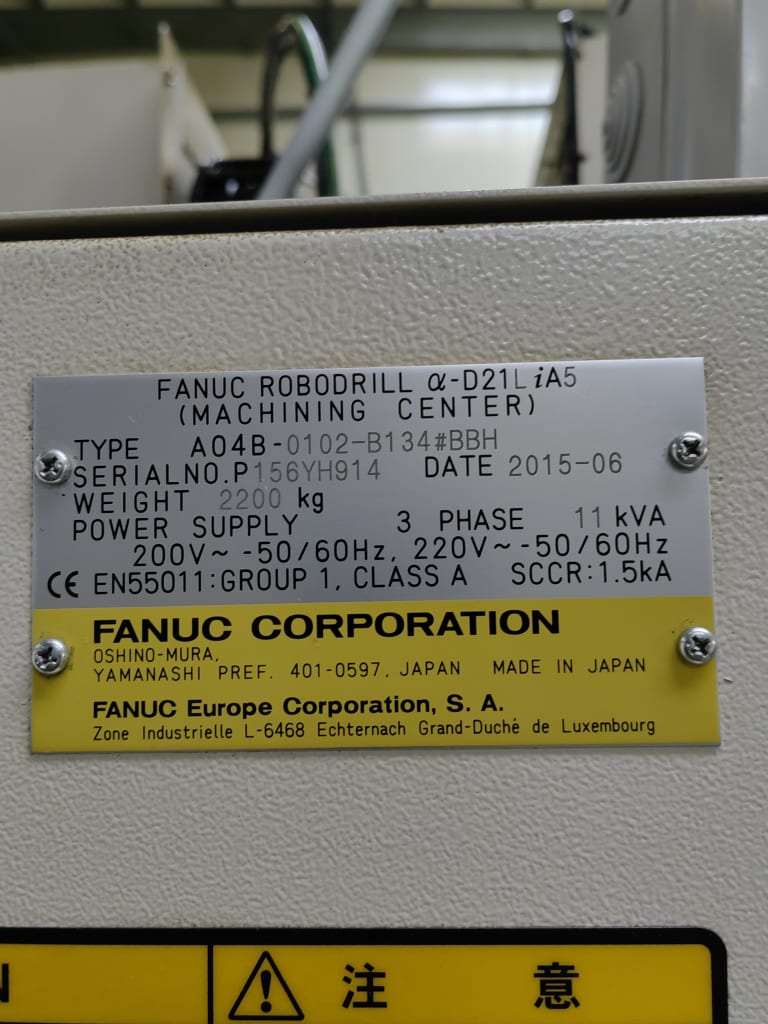 FANUC ROBODRILL α-D21LiA5
(MACHINING CENTER)
TYPE A04B-0102-B134#BBH
SERIALNO.P156YH914 DATE 2015-06
WEIGHT 2200 kg
POWER SUPPLY 3 PHASE 11 kVA
200V~ -50/60Hz, 220V~ -50/60Hz
CE EN55011:GROUP 1, CLASS A SCCR:1.5kA
FANUC CORPORATION
OSHINO-MURA,
YAMANASHI PREF. 401-0597, JAPAN MADE IN JAPAN
FANUC Europe Corporation, S. A.
Zone Industrielle L-6468 Echternach Grand-Duché de Luxembourg
注 意